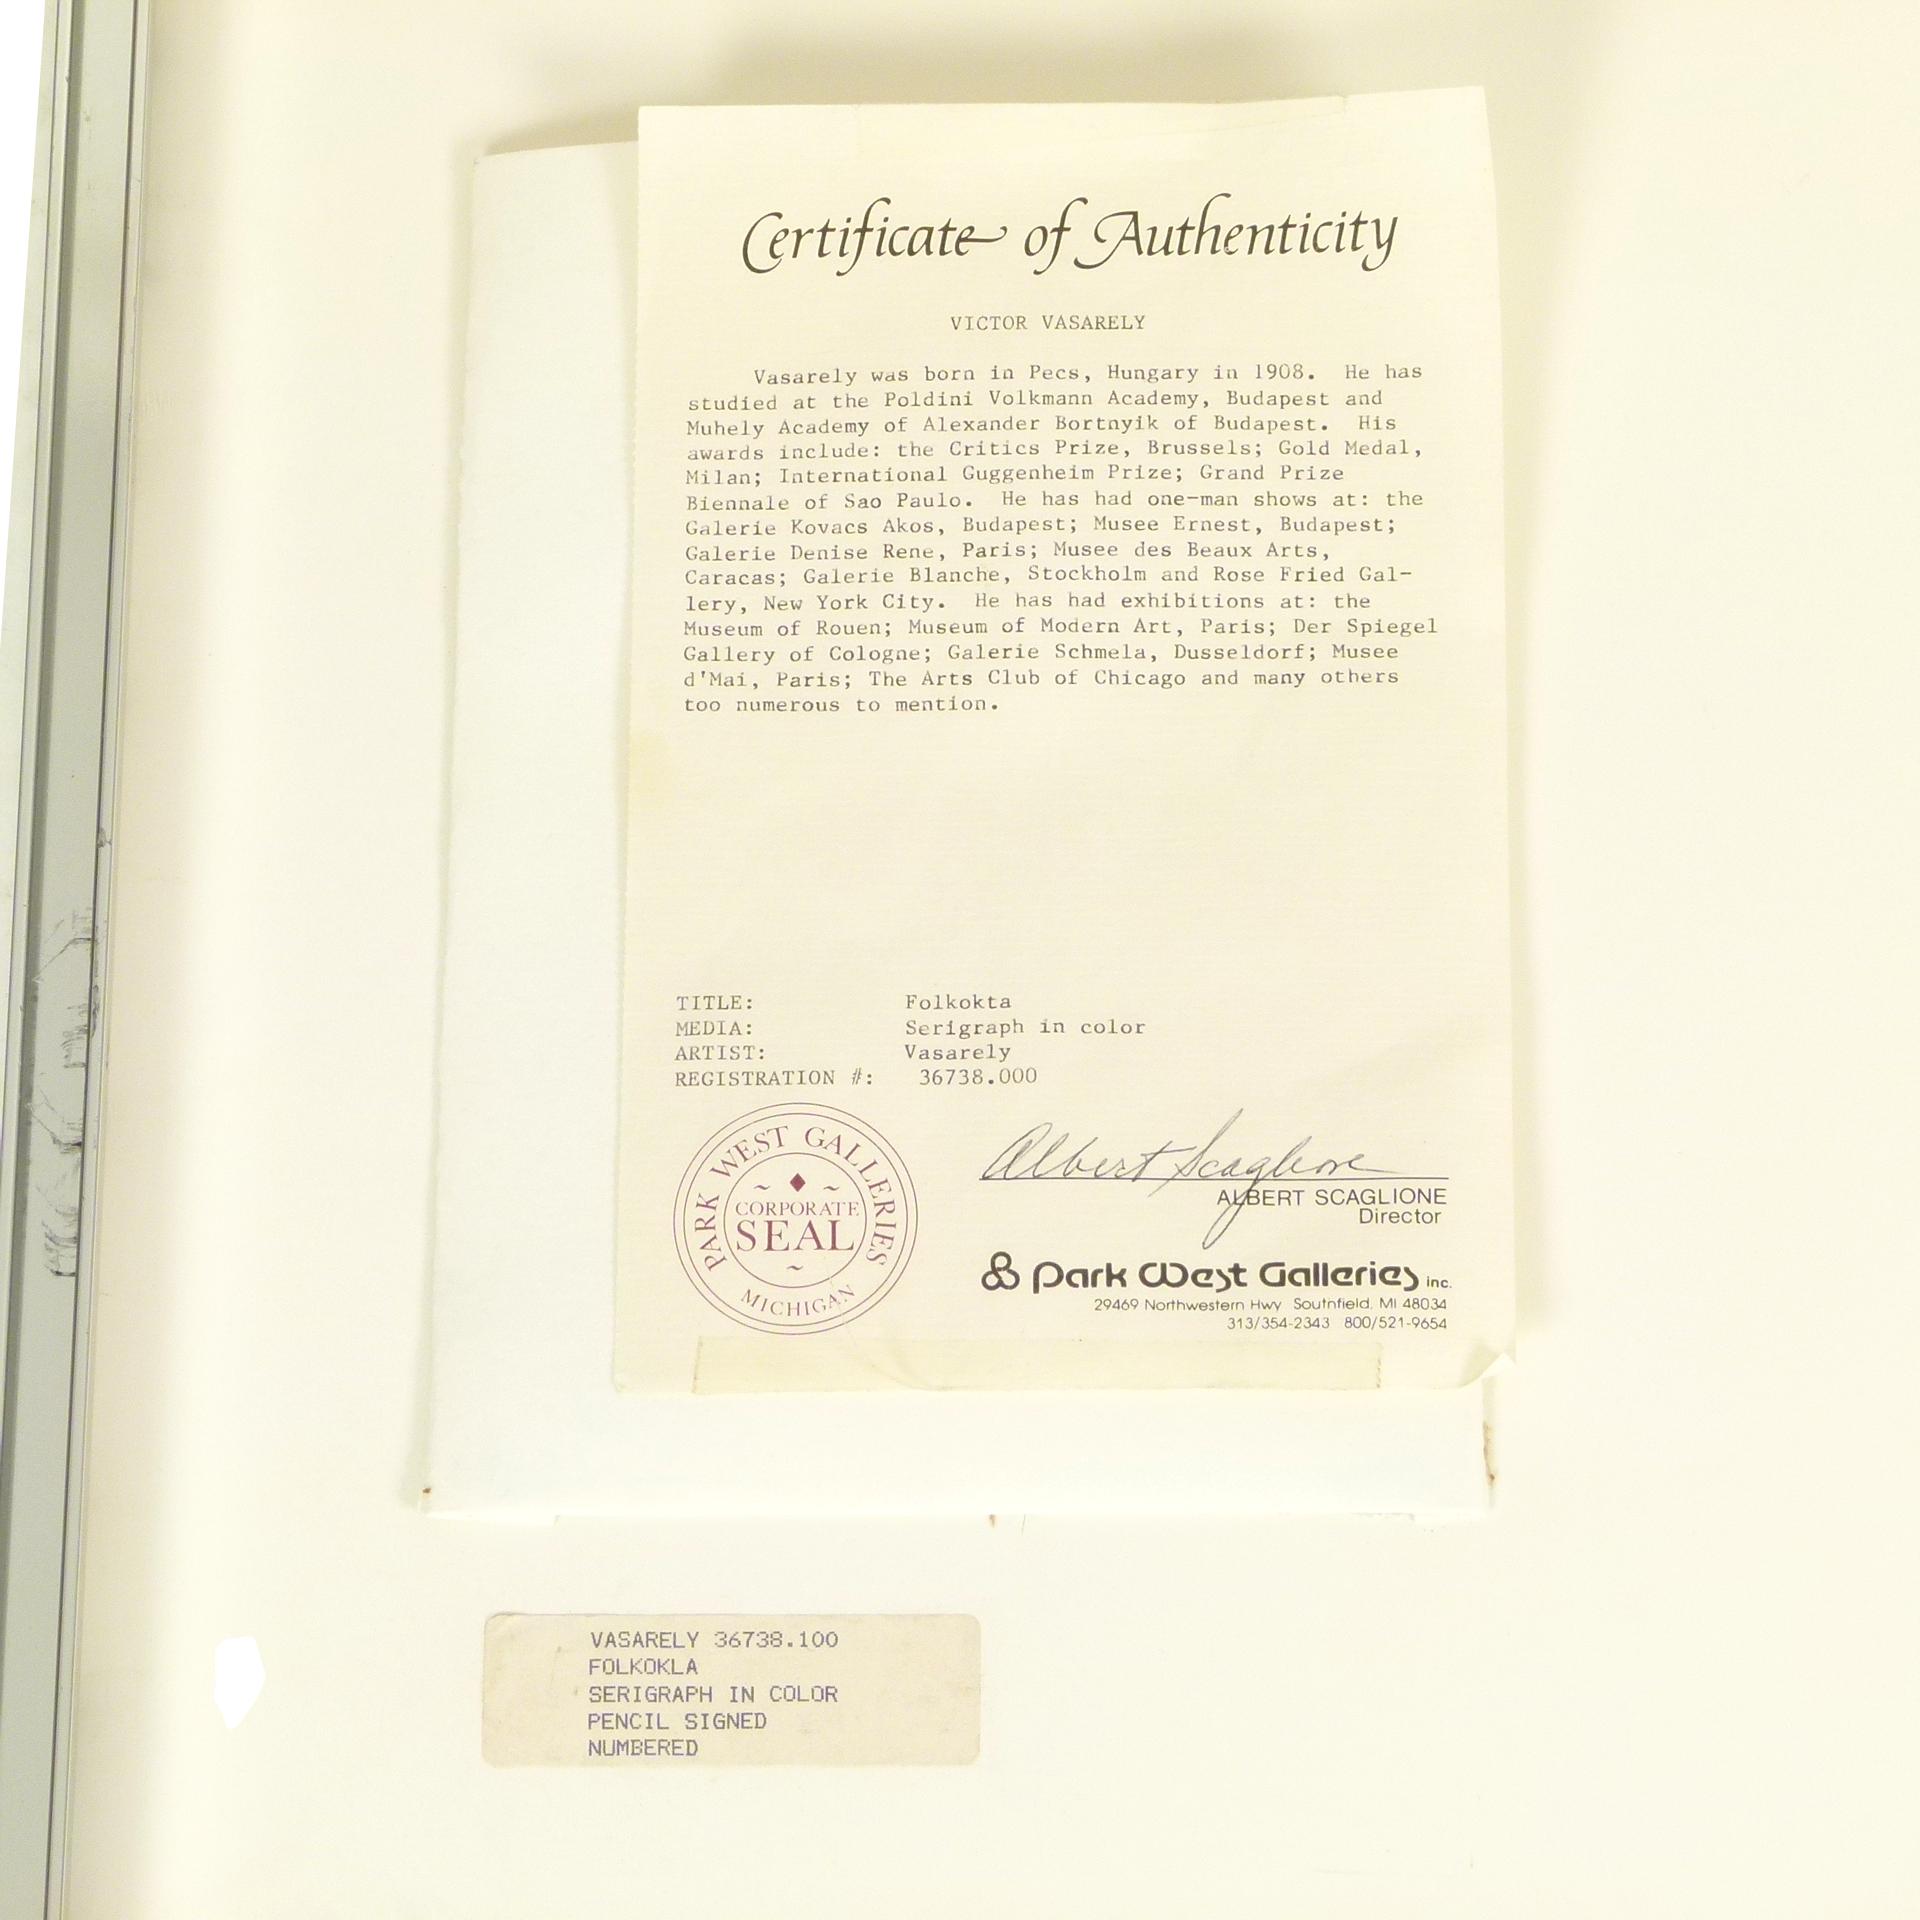 Certificate of Authenticity
VICTOR VASARELY
Vasarely was born in Pecs, Hungary in 1908. He has
studied at the Poldini Volkmann Academy, Budapest and
Muhely Academy of Alexander Bortnyik of Budapest. His
awards include: the Critics Prize, Brussels; Gold Medal,
Milan; International Guggenheim Prize; Grand Prize
Biennale of Sao Paulo. He has had one-man shows at: the
Galerie Kovacs Akos, Budapest; Musee Ernest, Budapest;
Galerie Denise Rene, Paris; Musee des Beaux Arts,
Caracas; Galerie Blanche, Stockholm and Rose Fried Gal-
lery, New York City. He has had exhibitions at: the
Museum of Rouen; Museum of Modern Art, Paris; Der Spiegel
Gallery of Cologne; Galerie Schmela, Dusseldorf; Musee
d'Mai, Paris; The Arts Club of Chicago and many others
too numerous to mention.
TITLE: Folkokta
MEDIA: Serigraph in color
ARTIST: Vasarely
REGISTRATION #: 36738.000
PARK WEST GALLERIES
CORPORATE
SEAL
MICHIGAN
Albert Scaglione
ALBERT SCAGLIONE
Director
Park West Galleries inc.
29469 Northwestern Hwy Southfield, MI 48034
313/354-2343 800/521-9654
VASARELY 36738.100
FOLKOKLA
SERIGRAPH IN COLOR
PENCIL SIGNED
NUMBERED